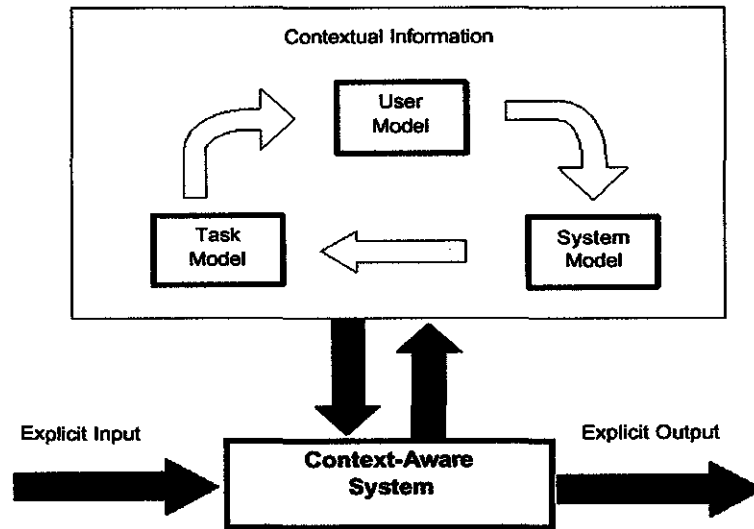 Contextual Information
User
Model
Task
Model
System
Model
Explicit Input
Explicit Output
Context-Aware
System